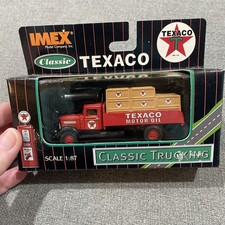 IMEX
Model Company, Inc.
TEXACO
Classic
TEXACO
TEXACO
MOTOR OIL
SCALE 1:87
CLASSIC TRUCKING